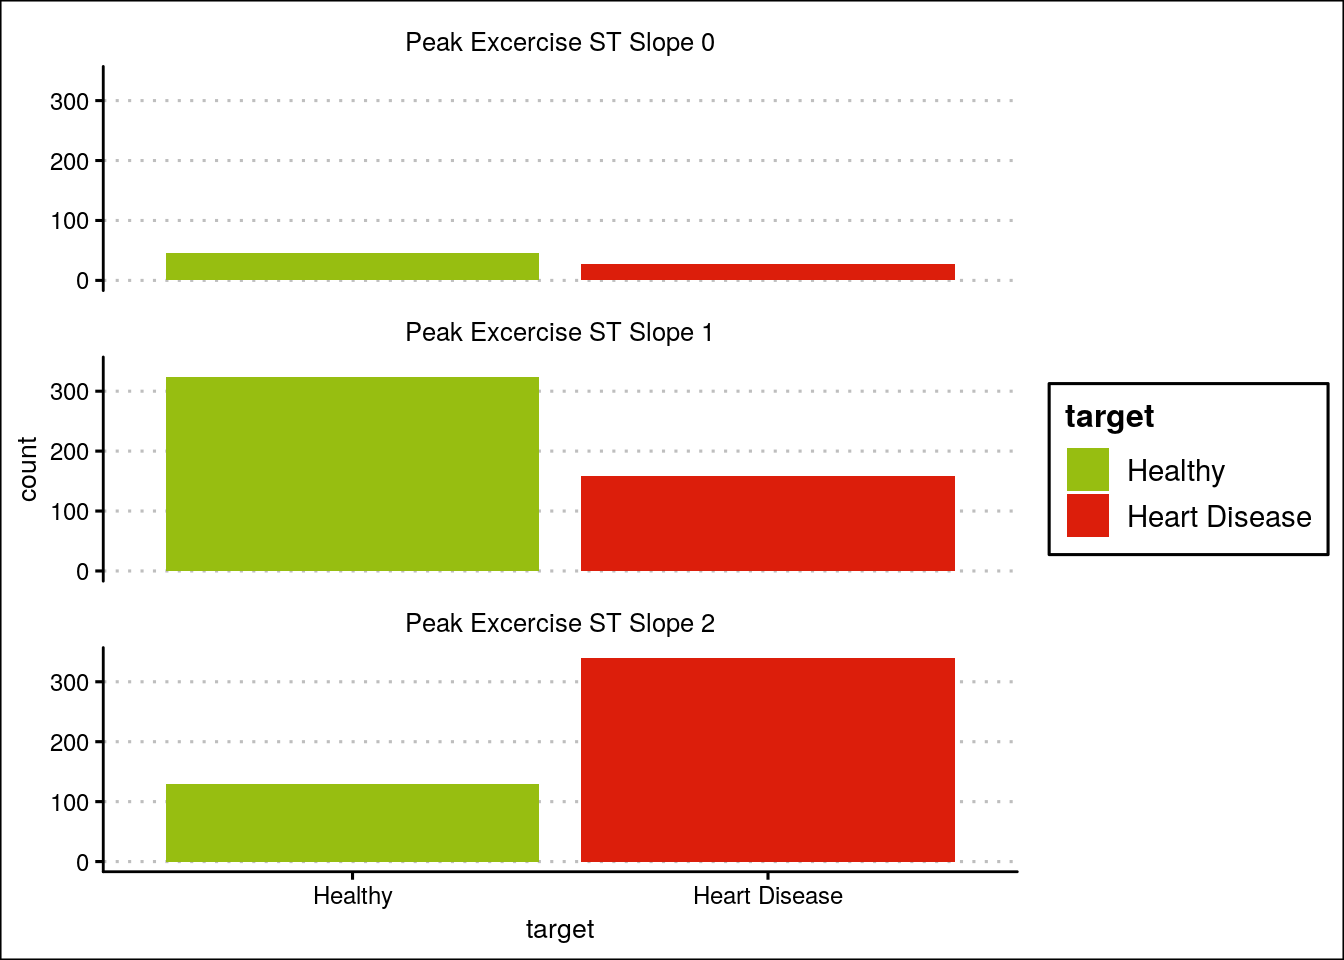 Peak Excercise ST Slope 0
300
200
100
0
Peak Excercise ST Slope 1
300
200
100
0
count
Peak Excercise ST Slope 2
300
200
100
0
Healthy Heart Disease
target
target
Healthy
Heart Disease